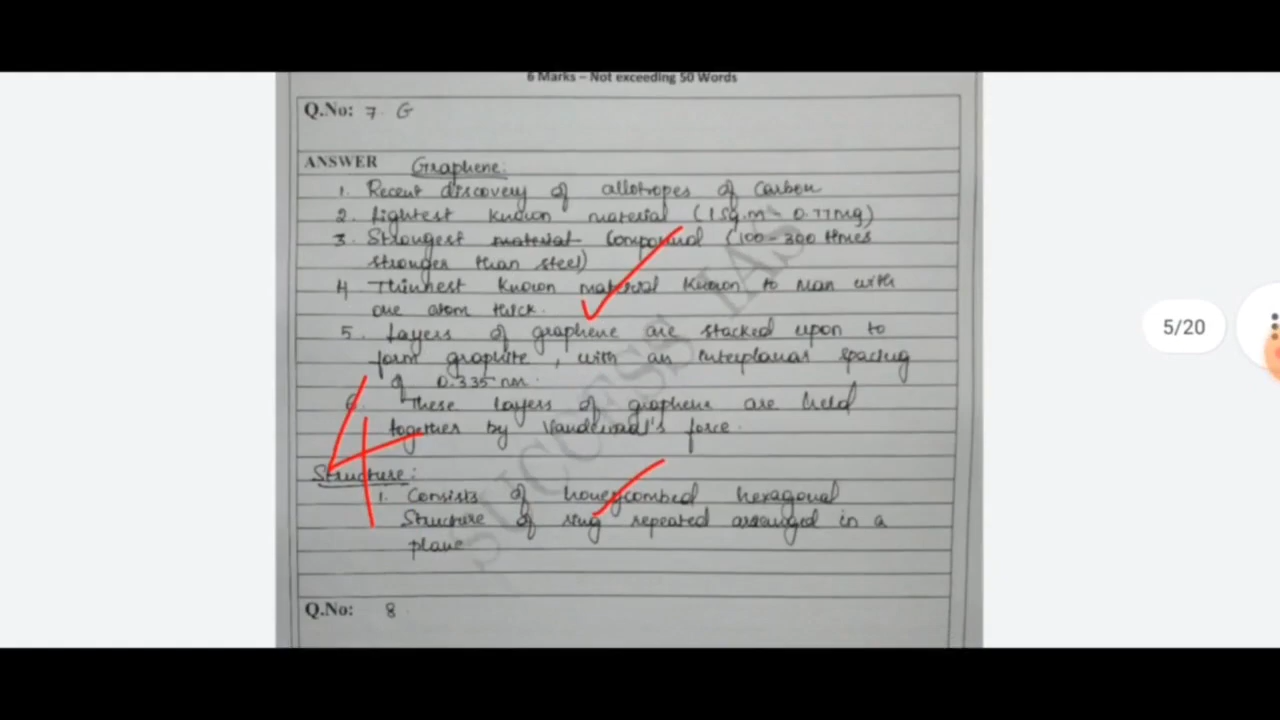 6 Marks – Not exceeding 50 Words
Q.No: 7. G
ANSWER Graphene:
1. Recent discovery of allotropes of carbon
2. Lightest known material (1 sq.m - 0.77mg)
3. Strongest material Compound (100-300 times
stronger than steel)
4 Thinnest known material known to man with
one atom thick.
5. Layers of graphene are stacked upon to
form graphite, with an interplanar spacing
of 0.335 nm.
6. These layers of graphene are held
together by Vanderwaal's force.
4
Structure:
1. Consists of honeycombed hexagonal
Structure of ring repeated arranged in a
plane
Q.No: 8
SUCCESS IAS
5/20